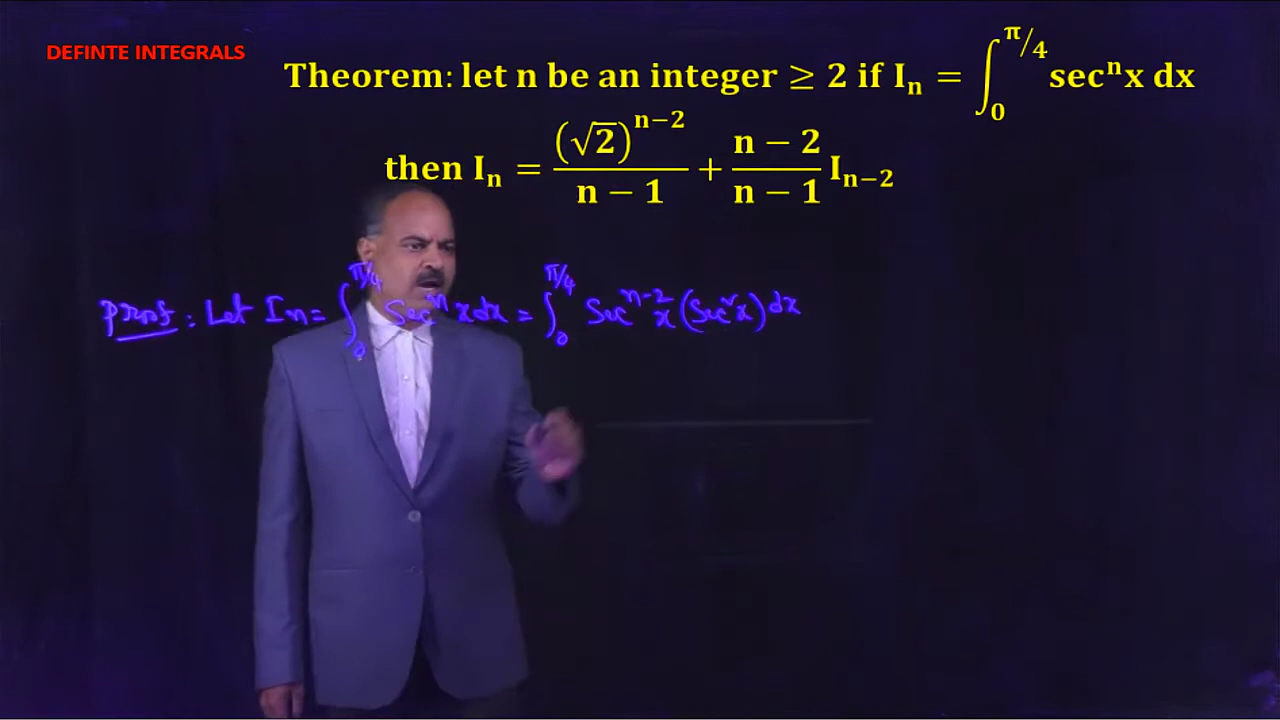 DEFINTE INTEGRALS
Theorem: let n be an integer ≥ 2 if Iₙ = ∫₀^{π/4} secⁿx dx
then Iₙ = (√2)^{n−2}/(n−1) + (n−2)/(n−1) Iₙ₋₂
Proof: Let In = ∫₀^{π/4} Secⁿ x dx = ∫₀^{π/4} Sec^{n-2} x (Sec²x) dx